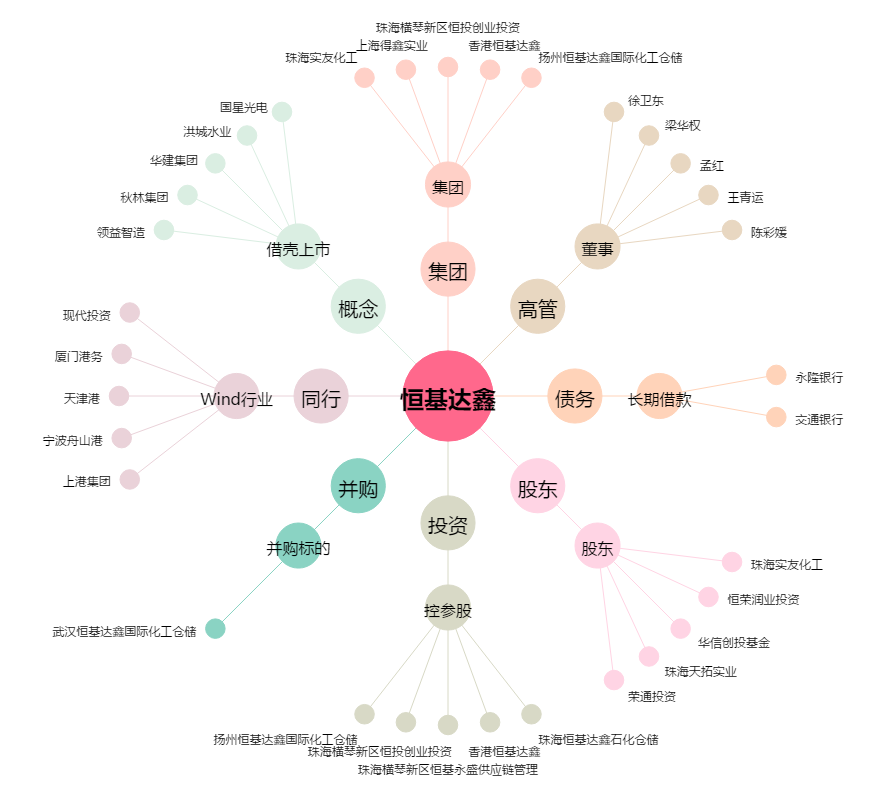 珠海横琴新区恒投创业投资
上海得鑫实业
香港恒基达鑫
珠海实友化工
扬州恒基达鑫国际化工仓储
集团
集团
国星光电
洪城水业
华建集团
秋林集团
领益智造
借壳上市
概念
徐卫东
梁华权
孟红
王青运
陈彩媛
董事
高管
现代投资
厦门港务
天津港
宁波舟山港
上港集团
Wind行业
同行
恒基达鑫
债务
长期借款
永隆银行
交通银行
并购
并购标的
武汉恒基达鑫国际化工仓储
股东
股东
珠海实友化工
恒荣润业投资
华信创投基金
珠海天拓实业
荣通投资
投资
控参股
扬州恒基达鑫国际化工仓储
珠海横琴新区恒投创业投资
珠海横琴新区恒基永盛供应链管理
香港恒基达鑫
珠海恒基达鑫石化仓储